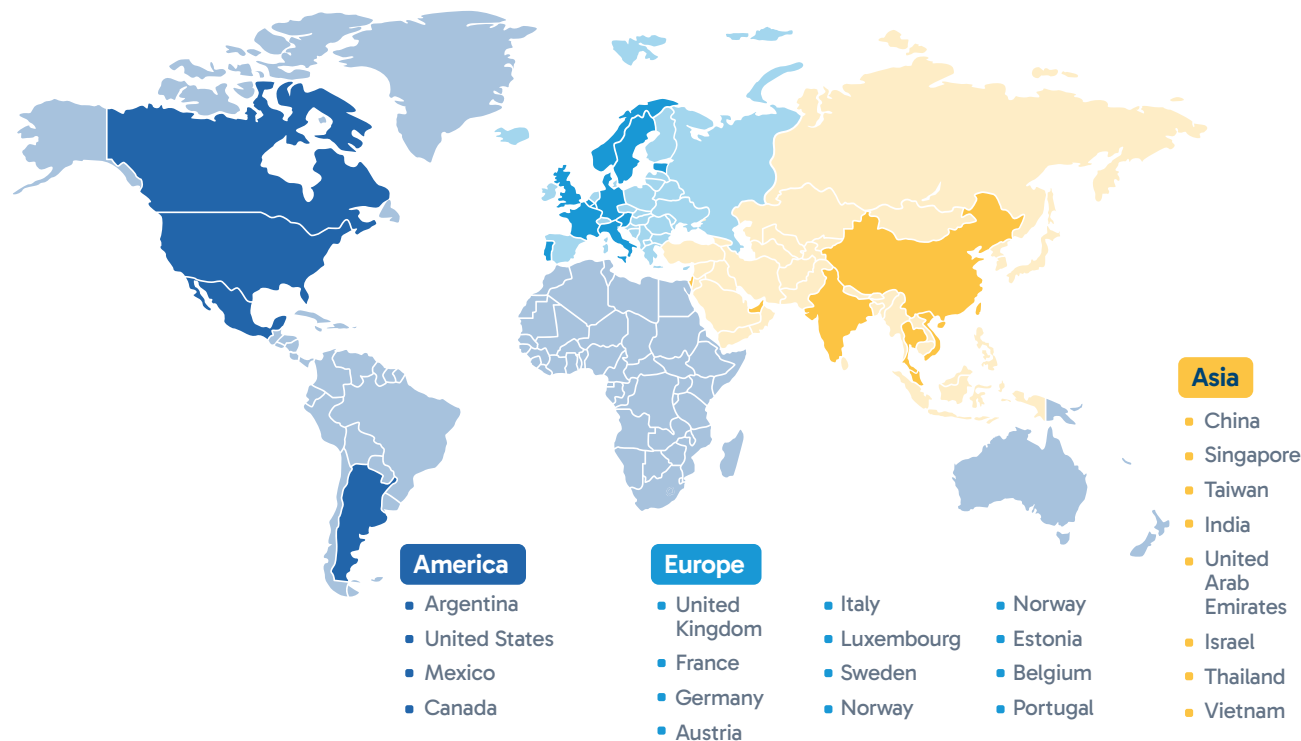 America
Argentina
United States
Mexico
Canada
Europe
United
Kingdom
France
Germany
Austria
Italy
Luxembourg
Sweden
Norway
Norway
Estonia
Belgium
Portugal
Asia
China
Singapore
Taiwan
India
United
Arab
Emirates
Israel
Thailand
Vietnam